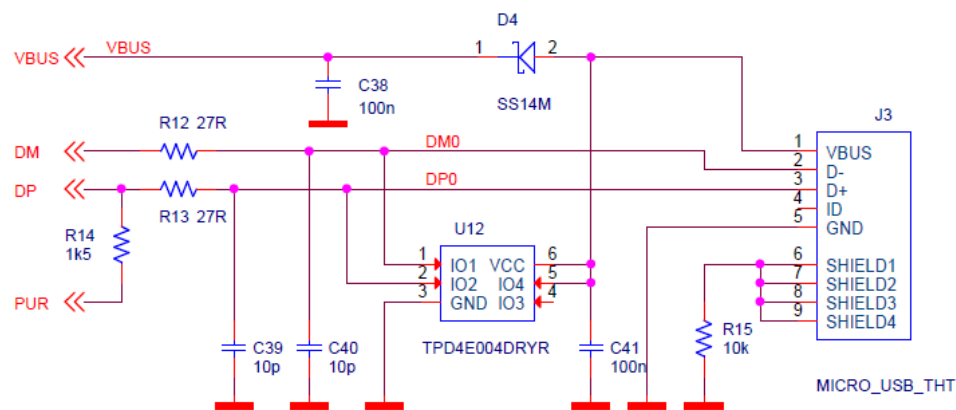 D4
VBUS VBUS 1 2
C38
100n
SS14M
J3
R12 27R
DM DM0
1 VBUS
2 D-
DP DP0
3 D+
4 ID
5 GND
R13 27R
R14
1k5
U12
1 IO1 VCC 6
2 IO2 IO4 5
3 GND IO3 4
6 SHIELD1
7 SHIELD2
8 SHIELD3
9 SHIELD4
PUR
R15
10k
TPD4E004DRYR
C39
10p
C40
10p
C41
100n
MICRO_USB_THT